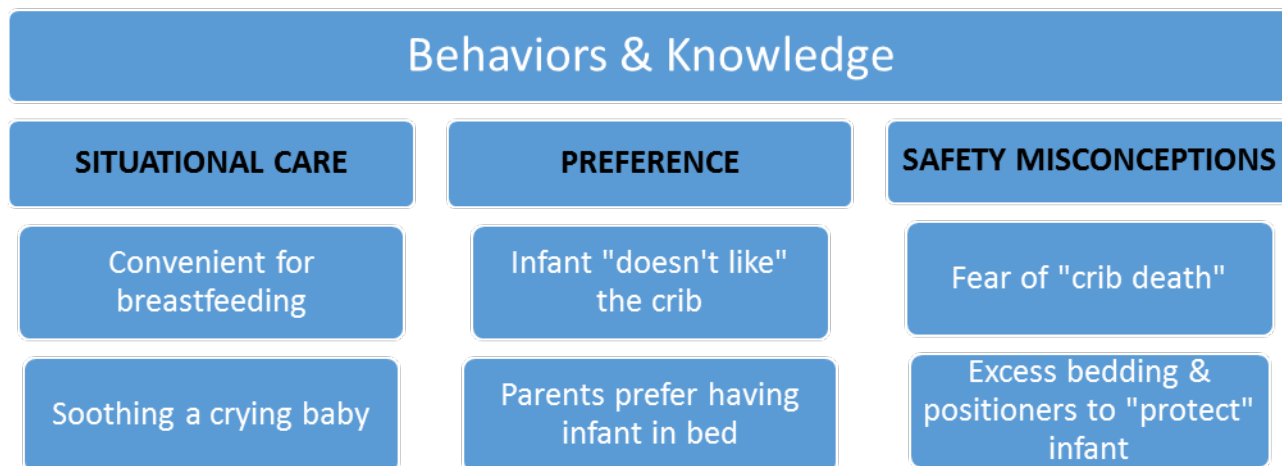 Behaviors & Knowledge
SITUATIONAL CARE
Convenient for
breastfeeding
Soothing a crying baby
PREFERENCE
Infant "doesn't like"
the crib
Parents prefer having
infant in bed
SAFETY MISCONCEPTIONS
Fear of "crib death"
Excess bedding &
positioners to "protect"
infant